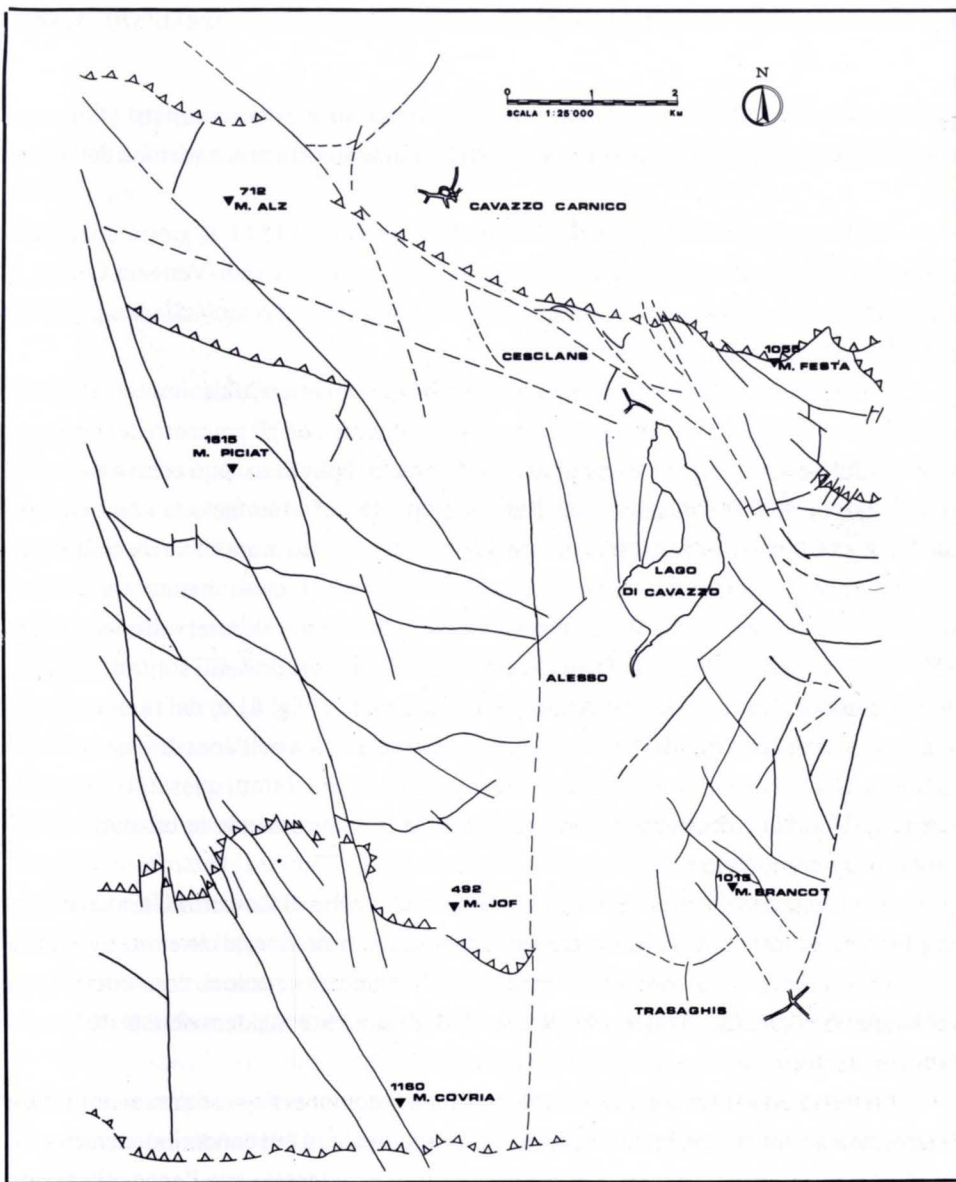 N
0 1 2
SCALA 1:25'000 Km
712
M. ALZ
CAVAZZO CARNICO
CESCLANS
1055
M. FESTA
1615
M. PICIAT
LAGO
DI CAVAZZO
ALESSO
492
M. JOF
1015
M. BRANCOT
TRASAGHIS
1160
M. COVRIA